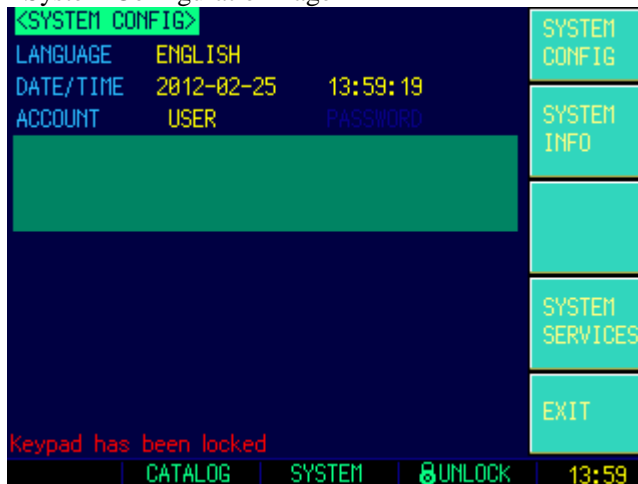 <SYSTEM CONFIG>
LANGUAGE ENGLISH
DATE/TIME 2012-02-25 13:59:19
ACCOUNT USER PASSWORD
Keypad has been locked
SYSTEM
CONFIG
SYSTEM
INFO
SYSTEM
SERVICES
EXIT
CATALOG SYSTEM UNLOCK 13:59